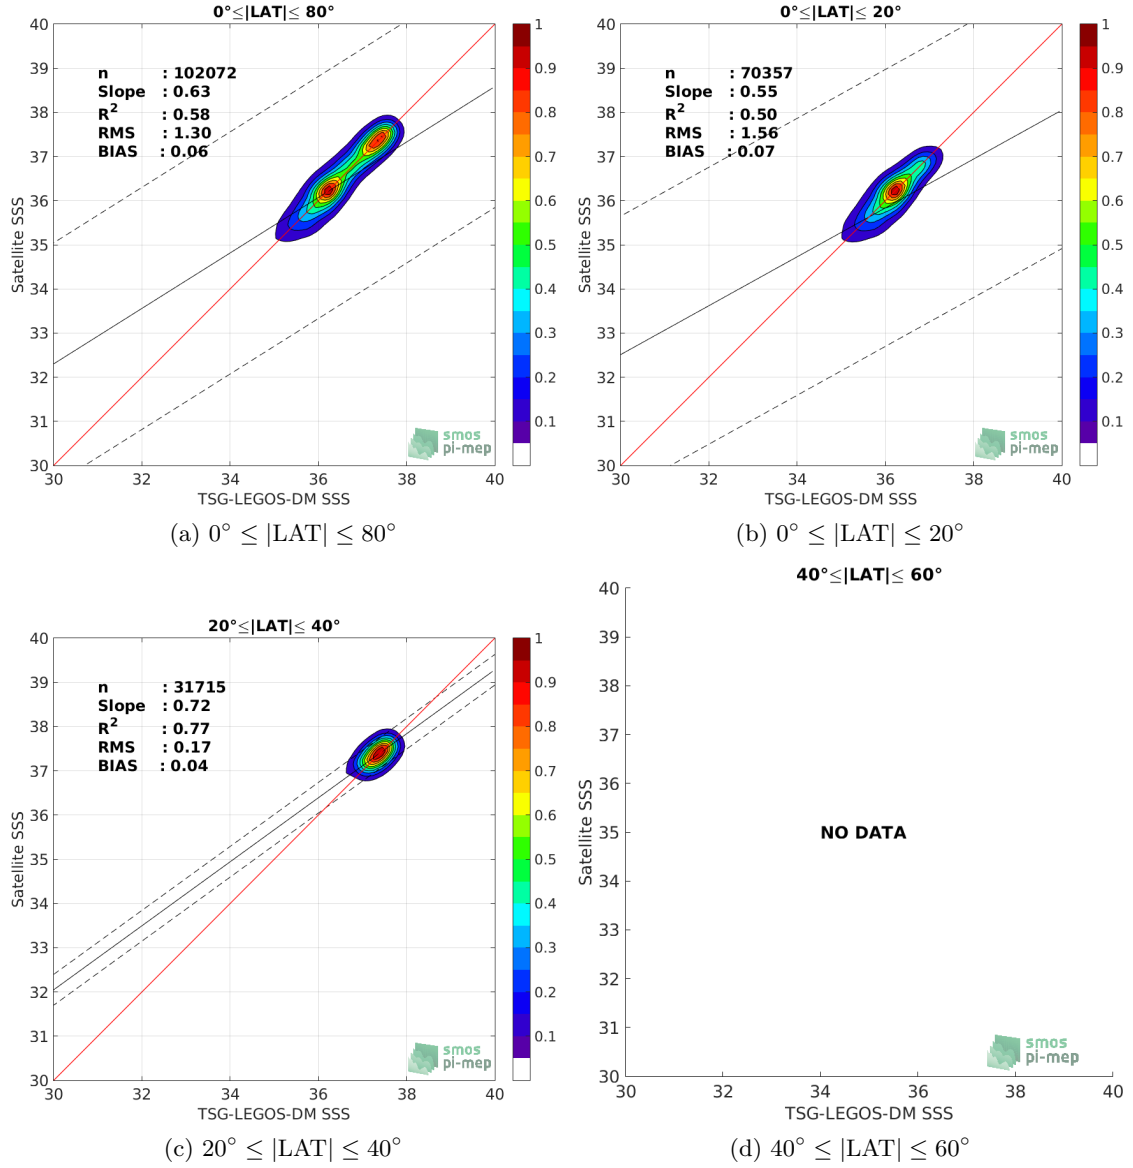 0°≤|LAT|≤ 80°
n : 102072
Slope : 0.63
R² : 0.58
RMS : 1.30
BIAS : 0.06
40
39
38
37
36
35
34
33
32
31
30
Satellite SSS
30 32 34 36 38 40
TSG-LEGOS-DM SSS
1
0.9
0.8
0.7
0.6
0.5
0.4
0.3
0.2
0.1
smos
pi-mep
(a) 0° ≤ |LAT| ≤ 80°
0°≤|LAT|≤ 20°
n : 70357
Slope : 0.55
R² : 0.50
RMS : 1.56
BIAS : 0.07
40
39
38
37
36
35
34
33
32
31
30
Satellite SSS
30 32 34 36 38 40
TSG-LEGOS-DM SSS
1
0.9
0.8
0.7
0.6
0.5
0.4
0.3
0.2
0.1
smos
pi-mep
(b) 0° ≤ |LAT| ≤ 20°
20°≤|LAT|≤ 40°
n : 31715
Slope : 0.72
R² : 0.77
RMS : 0.17
BIAS : 0.04
40
39
38
37
36
35
34
33
32
31
30
Satellite SSS
30 32 34 36 38 40
TSG-LEGOS-DM SSS
1
0.9
0.8
0.7
0.6
0.5
0.4
0.3
0.2
0.1
smos
pi-mep
(c) 20° ≤ |LAT| ≤ 40°
40°≤|LAT|≤ 60°
40
39
38
37
36
35
34
33
32
31
30
Satellite SSS
NO DATA
30 32 34 36 38 40
TSG-LEGOS-DM SSS
smos
pi-mep
(d) 40° ≤ |LAT| ≤ 60°